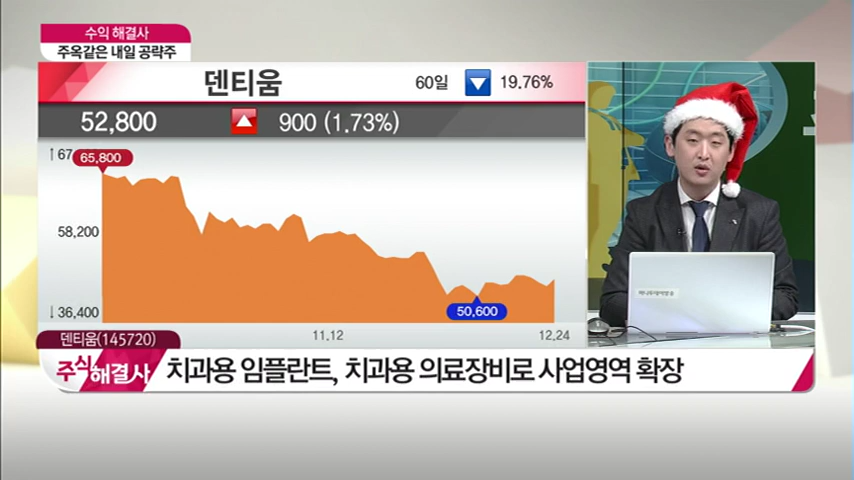 수익 해결사
주옥같은 내일 공략주
덴티움
60일 ▼ 19.76%
52,800 ▲ 900 (1.73%)
↑67
65,800
58,200
↓36,400
50,600
11,12
12,24
덴티움(145720)
주식해결사
치과용 임플란트, 치과용 의료장비로 사업영역 확장